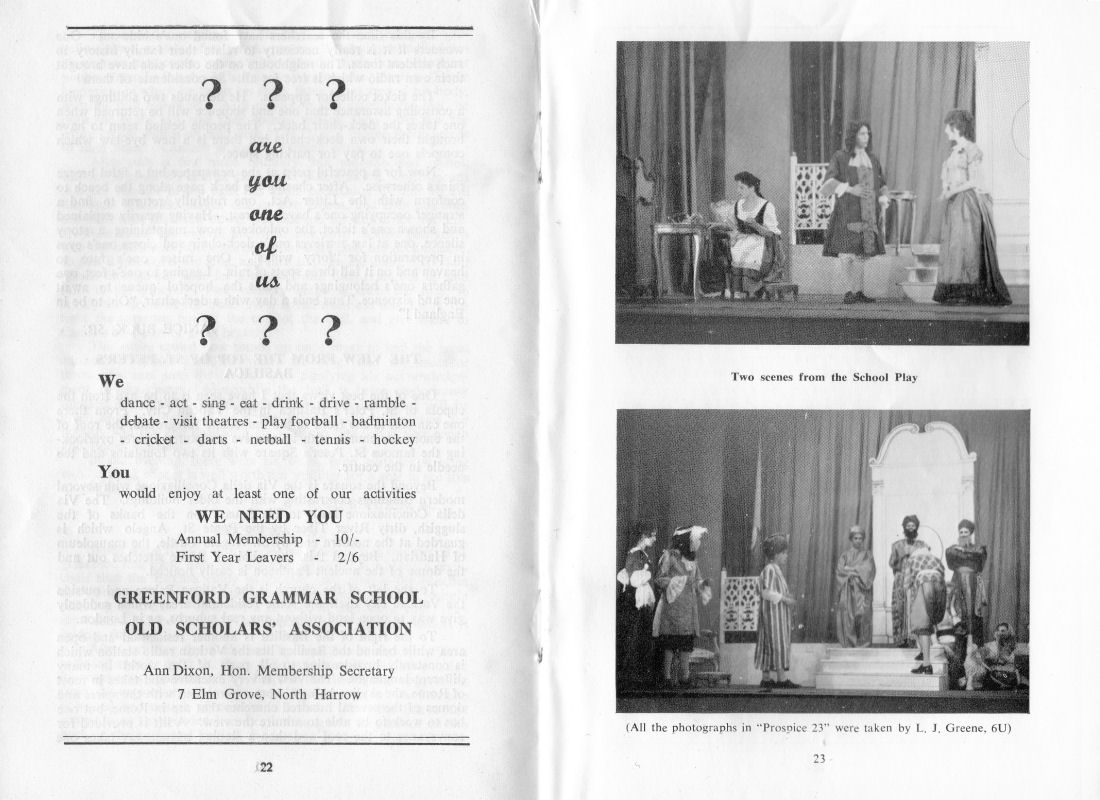 ? ? ?
are
you
one
of
us
? ? ?
We
dance - act - sing - eat - drink - drive - ramble -
debate - visit theatres - play football - badminton
- cricket - darts - netball - tennis - hockey
You
would enjoy at least one of our activities
WE NEED YOU
Annual Membership - 10/-
First Year Leavers - 2/6
GREENFORD GRAMMAR SCHOOL
OLD SCHOLARS' ASSOCIATION
Ann Dixon, Hon. Membership Secretary
7 Elm Grove, North Harrow
22
Two scenes from the School Play
(All the photographs in "Prospice 23" were taken by L. J. Greene, 6U)
23